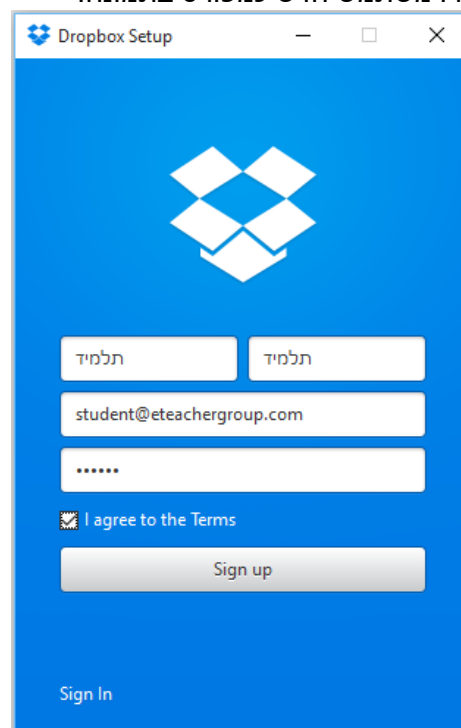 Dropbox Setup
תלמיד תלמיד
student@eteachergroup.com
••••••
I agree to the Terms
Sign up
Sign In